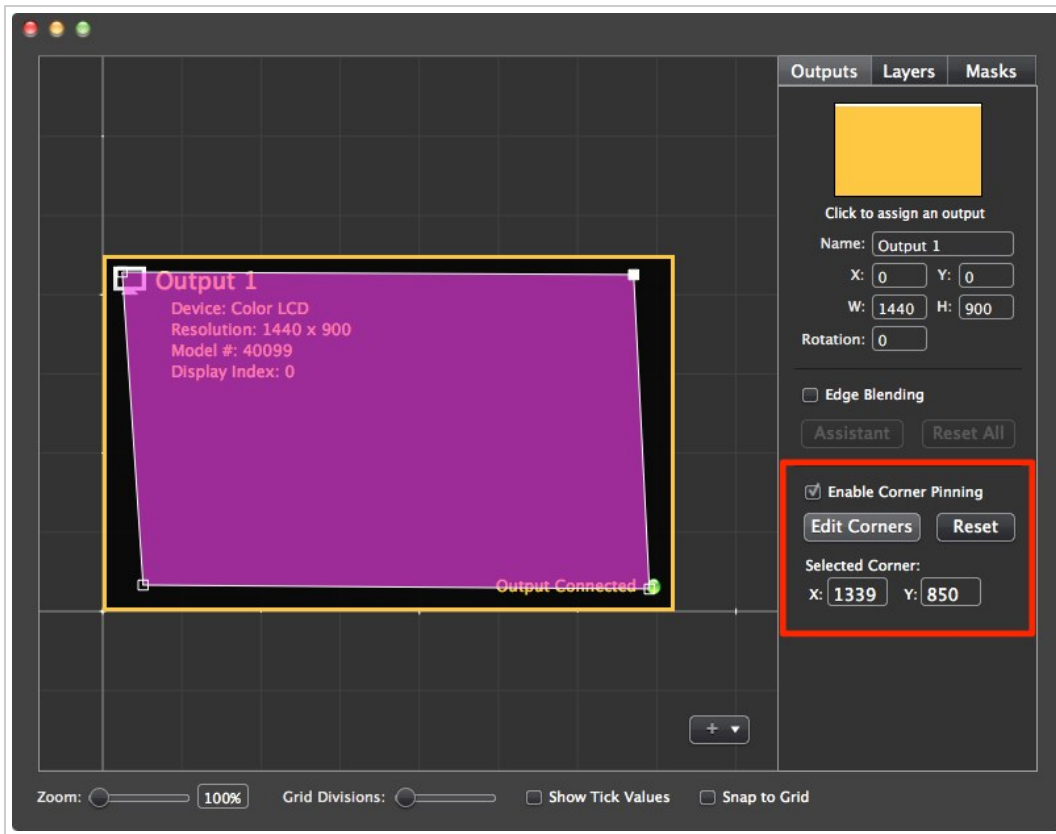 Outputs Layers Masks
Click to assign an output
Name: Output 1
X: 0 Y: 0
W: 1440 H: 900
Rotation: 0
Edge Blending
Assistant Reset All
Enable Corner Pinning
Edit Corners Reset
Selected Corner:
X: 1339 Y: 850
Output 1
Device: Color LCD
Resolution: 1440 x 900
Model #: 40099
Display Index: 0
Output Connected
+
Zoom: 100% Grid Divisions: Show Tick Values Snap to Grid